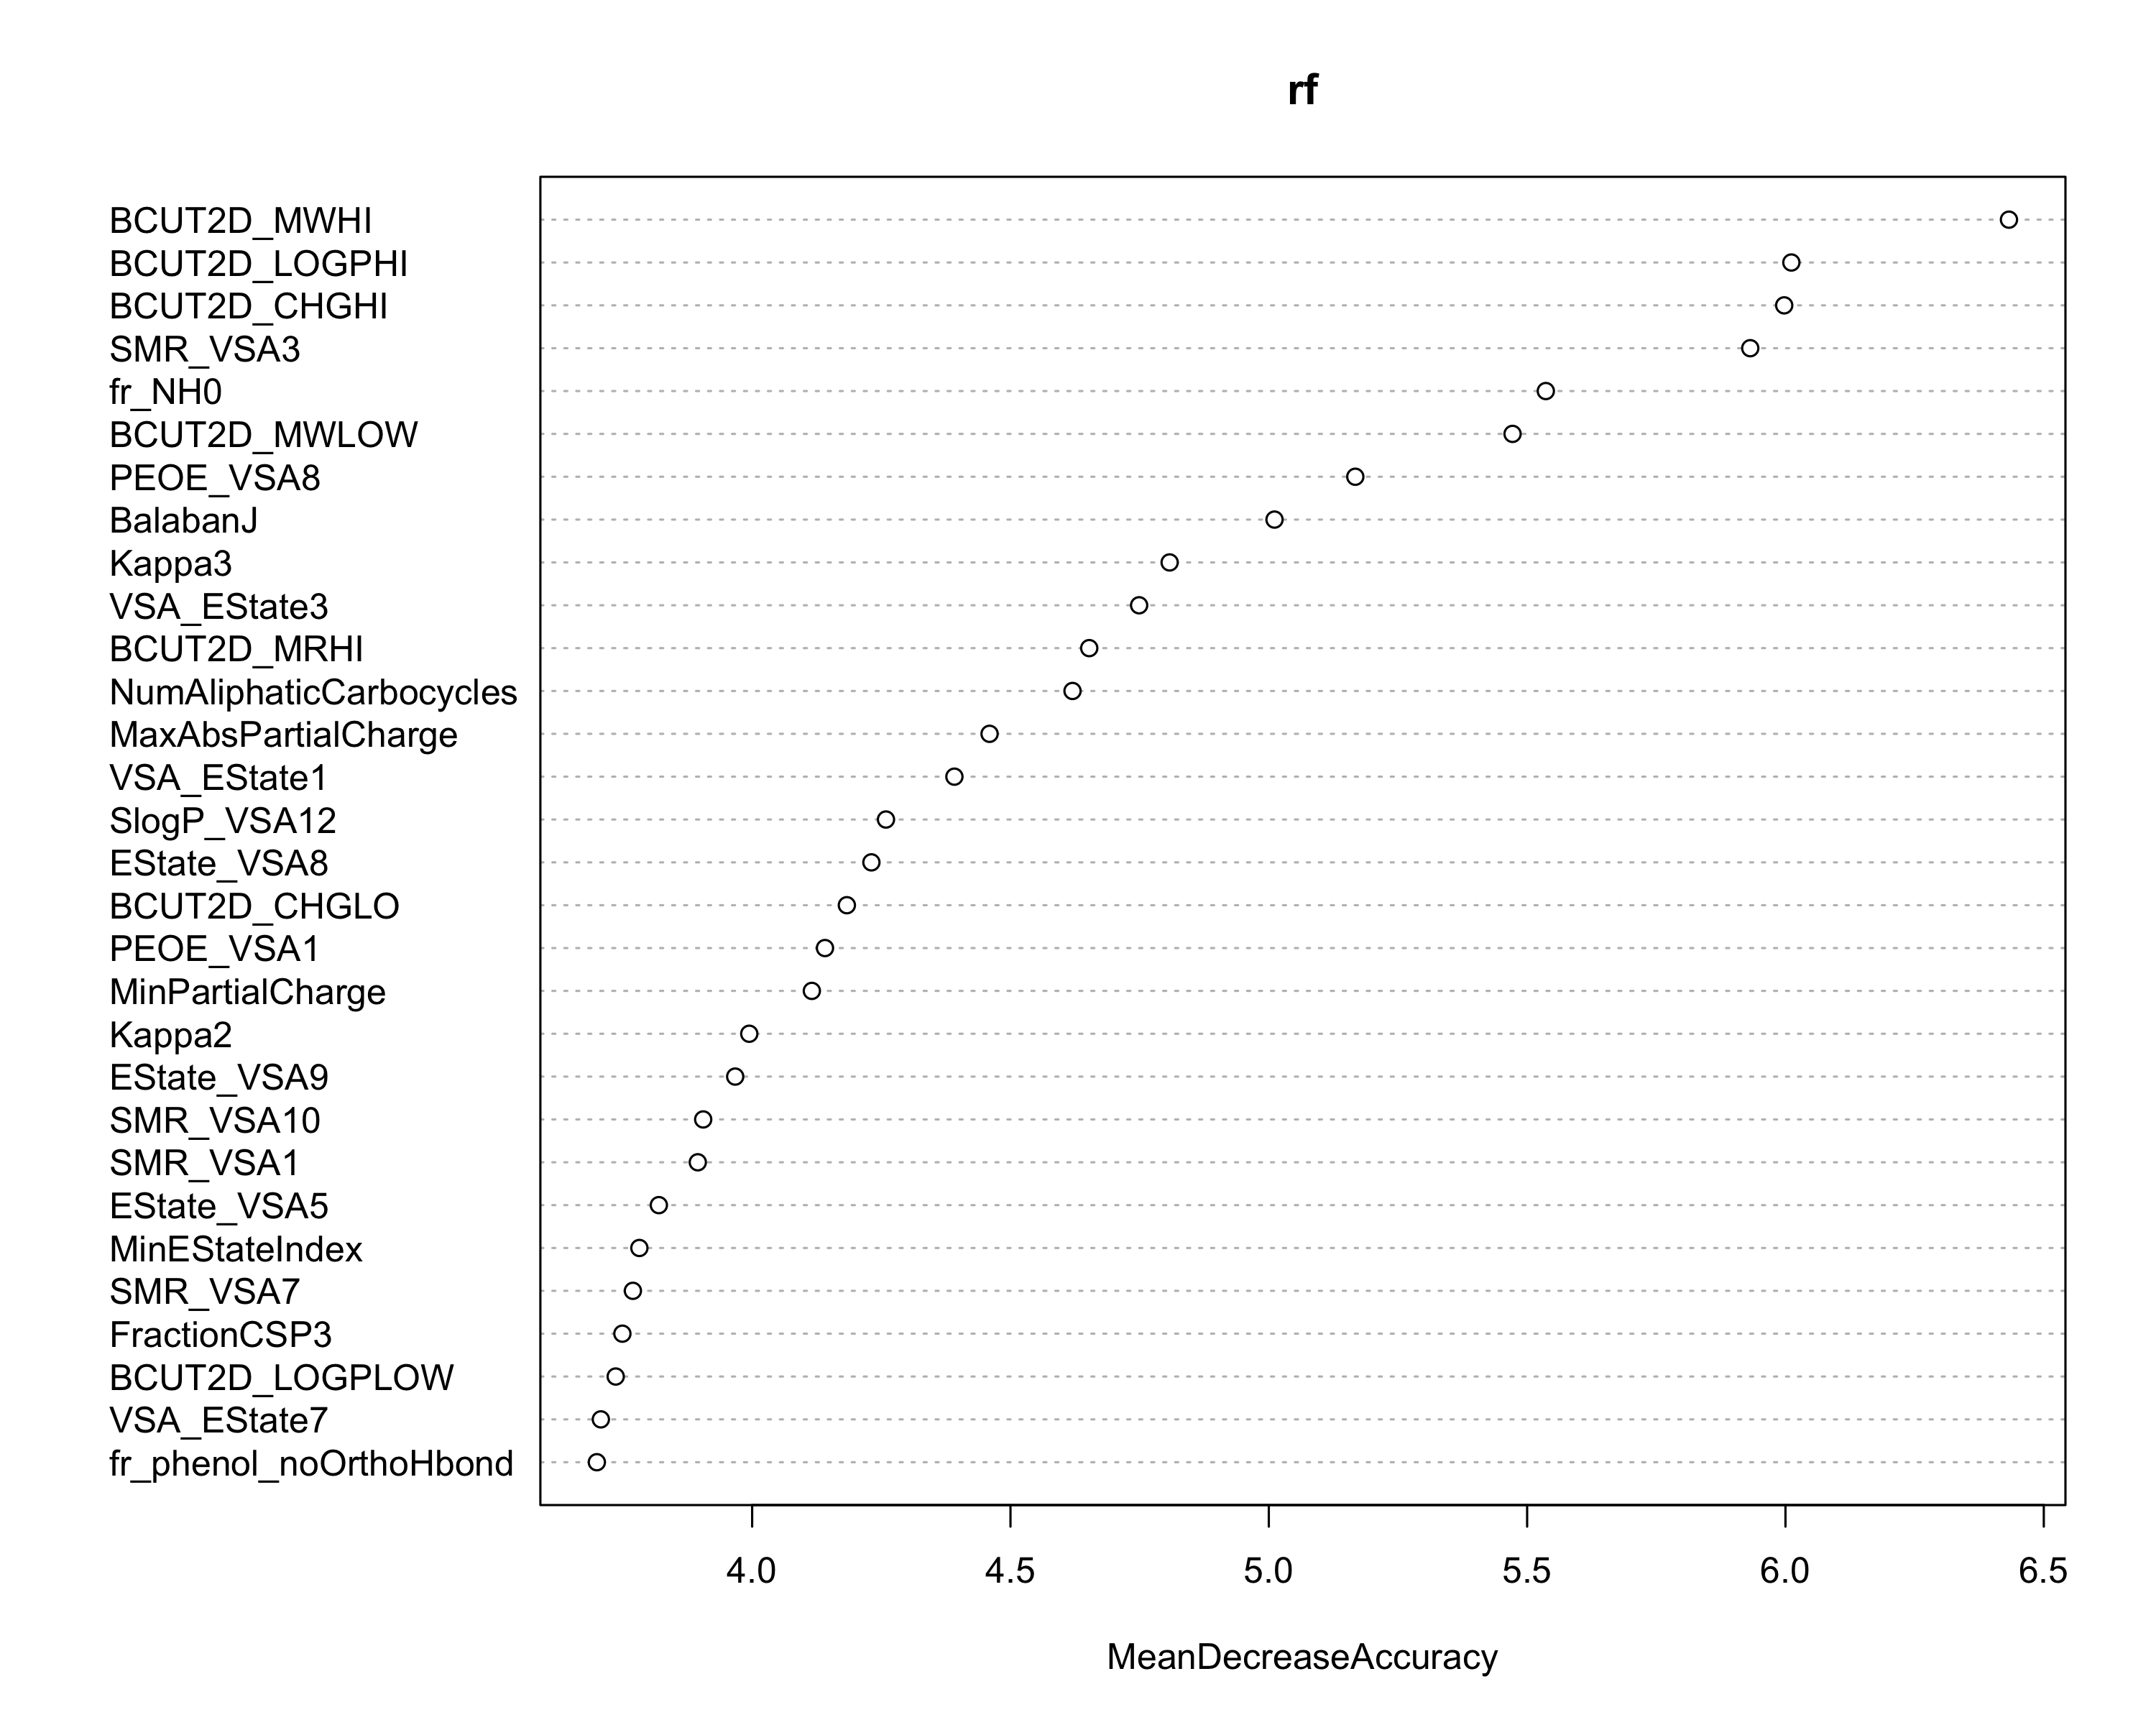 rf
BCUT2D_MWHI
BCUT2D_LOGPHI
BCUT2D_CHGHI
SMR_VSA3
fr_NH0
BCUT2D_MWLOW
PEOE_VSA8
BalabanJ
Kappa3
VSA_EState3
BCUT2D_MRHI
NumAliphaticCarbocycles
MaxAbsPartialCharge
VSA_EState1
SlogP_VSA12
EState_VSA8
BCUT2D_CHGLO
PEOE_VSA1
MinPartialCharge
Kappa2
EState_VSA9
SMR_VSA10
SMR_VSA1
EState_VSA5
MinEStateIndex
SMR_VSA7
FractionCSP3
BCUT2D_LOGPLOW
VSA_EState7
fr_phenol_noOrthoHbond
4.0 4.5 5.0 5.5 6.0 6.5
MeanDecreaseAccuracy